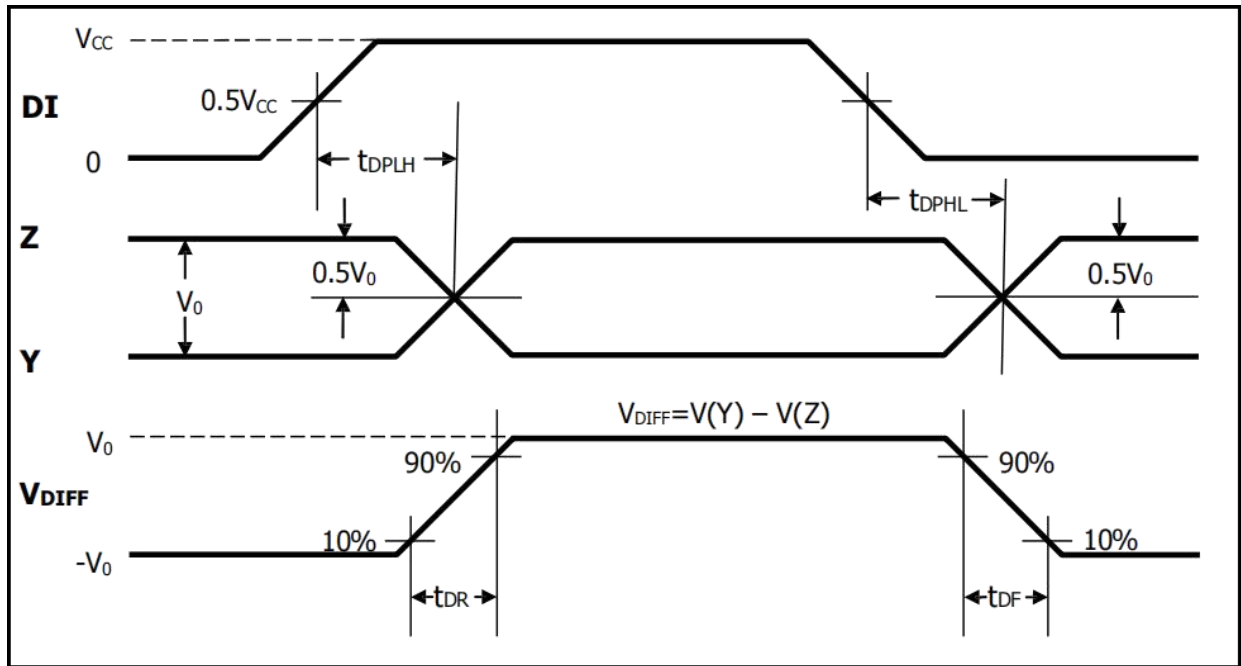 VCC
DI
0.5VCC
0
tDPLH
tDPHL
Z
0.5V0
V0
0.5V0
Y
VDIFF=V(Y) – V(Z)
V0
90%
90%
VDIFF
10%
10%
-V0
tDR
tDF